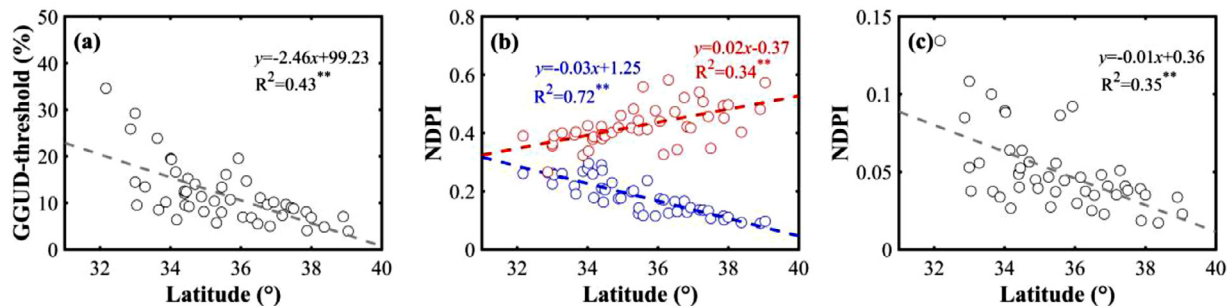 (a)
y=-2.46x+99.23
R²=0.43**
GGUD-threshold (%)
50
40
30
20
10
0
32
34
36
38
40
Latitude (°)
(b)
y=0.02x-0.37
R²=0.34**
y=-0.03x+1.25
R²=0.72**
NDPI
0.8
0.6
0.4
0.2
0
32
34
36
38
40
Latitude (°)
(c)
y=-0.01x+0.36
R²=0.35**
NDPI
0.15
0.1
0.05
0
32
34
36
38
40
Latitude (°)